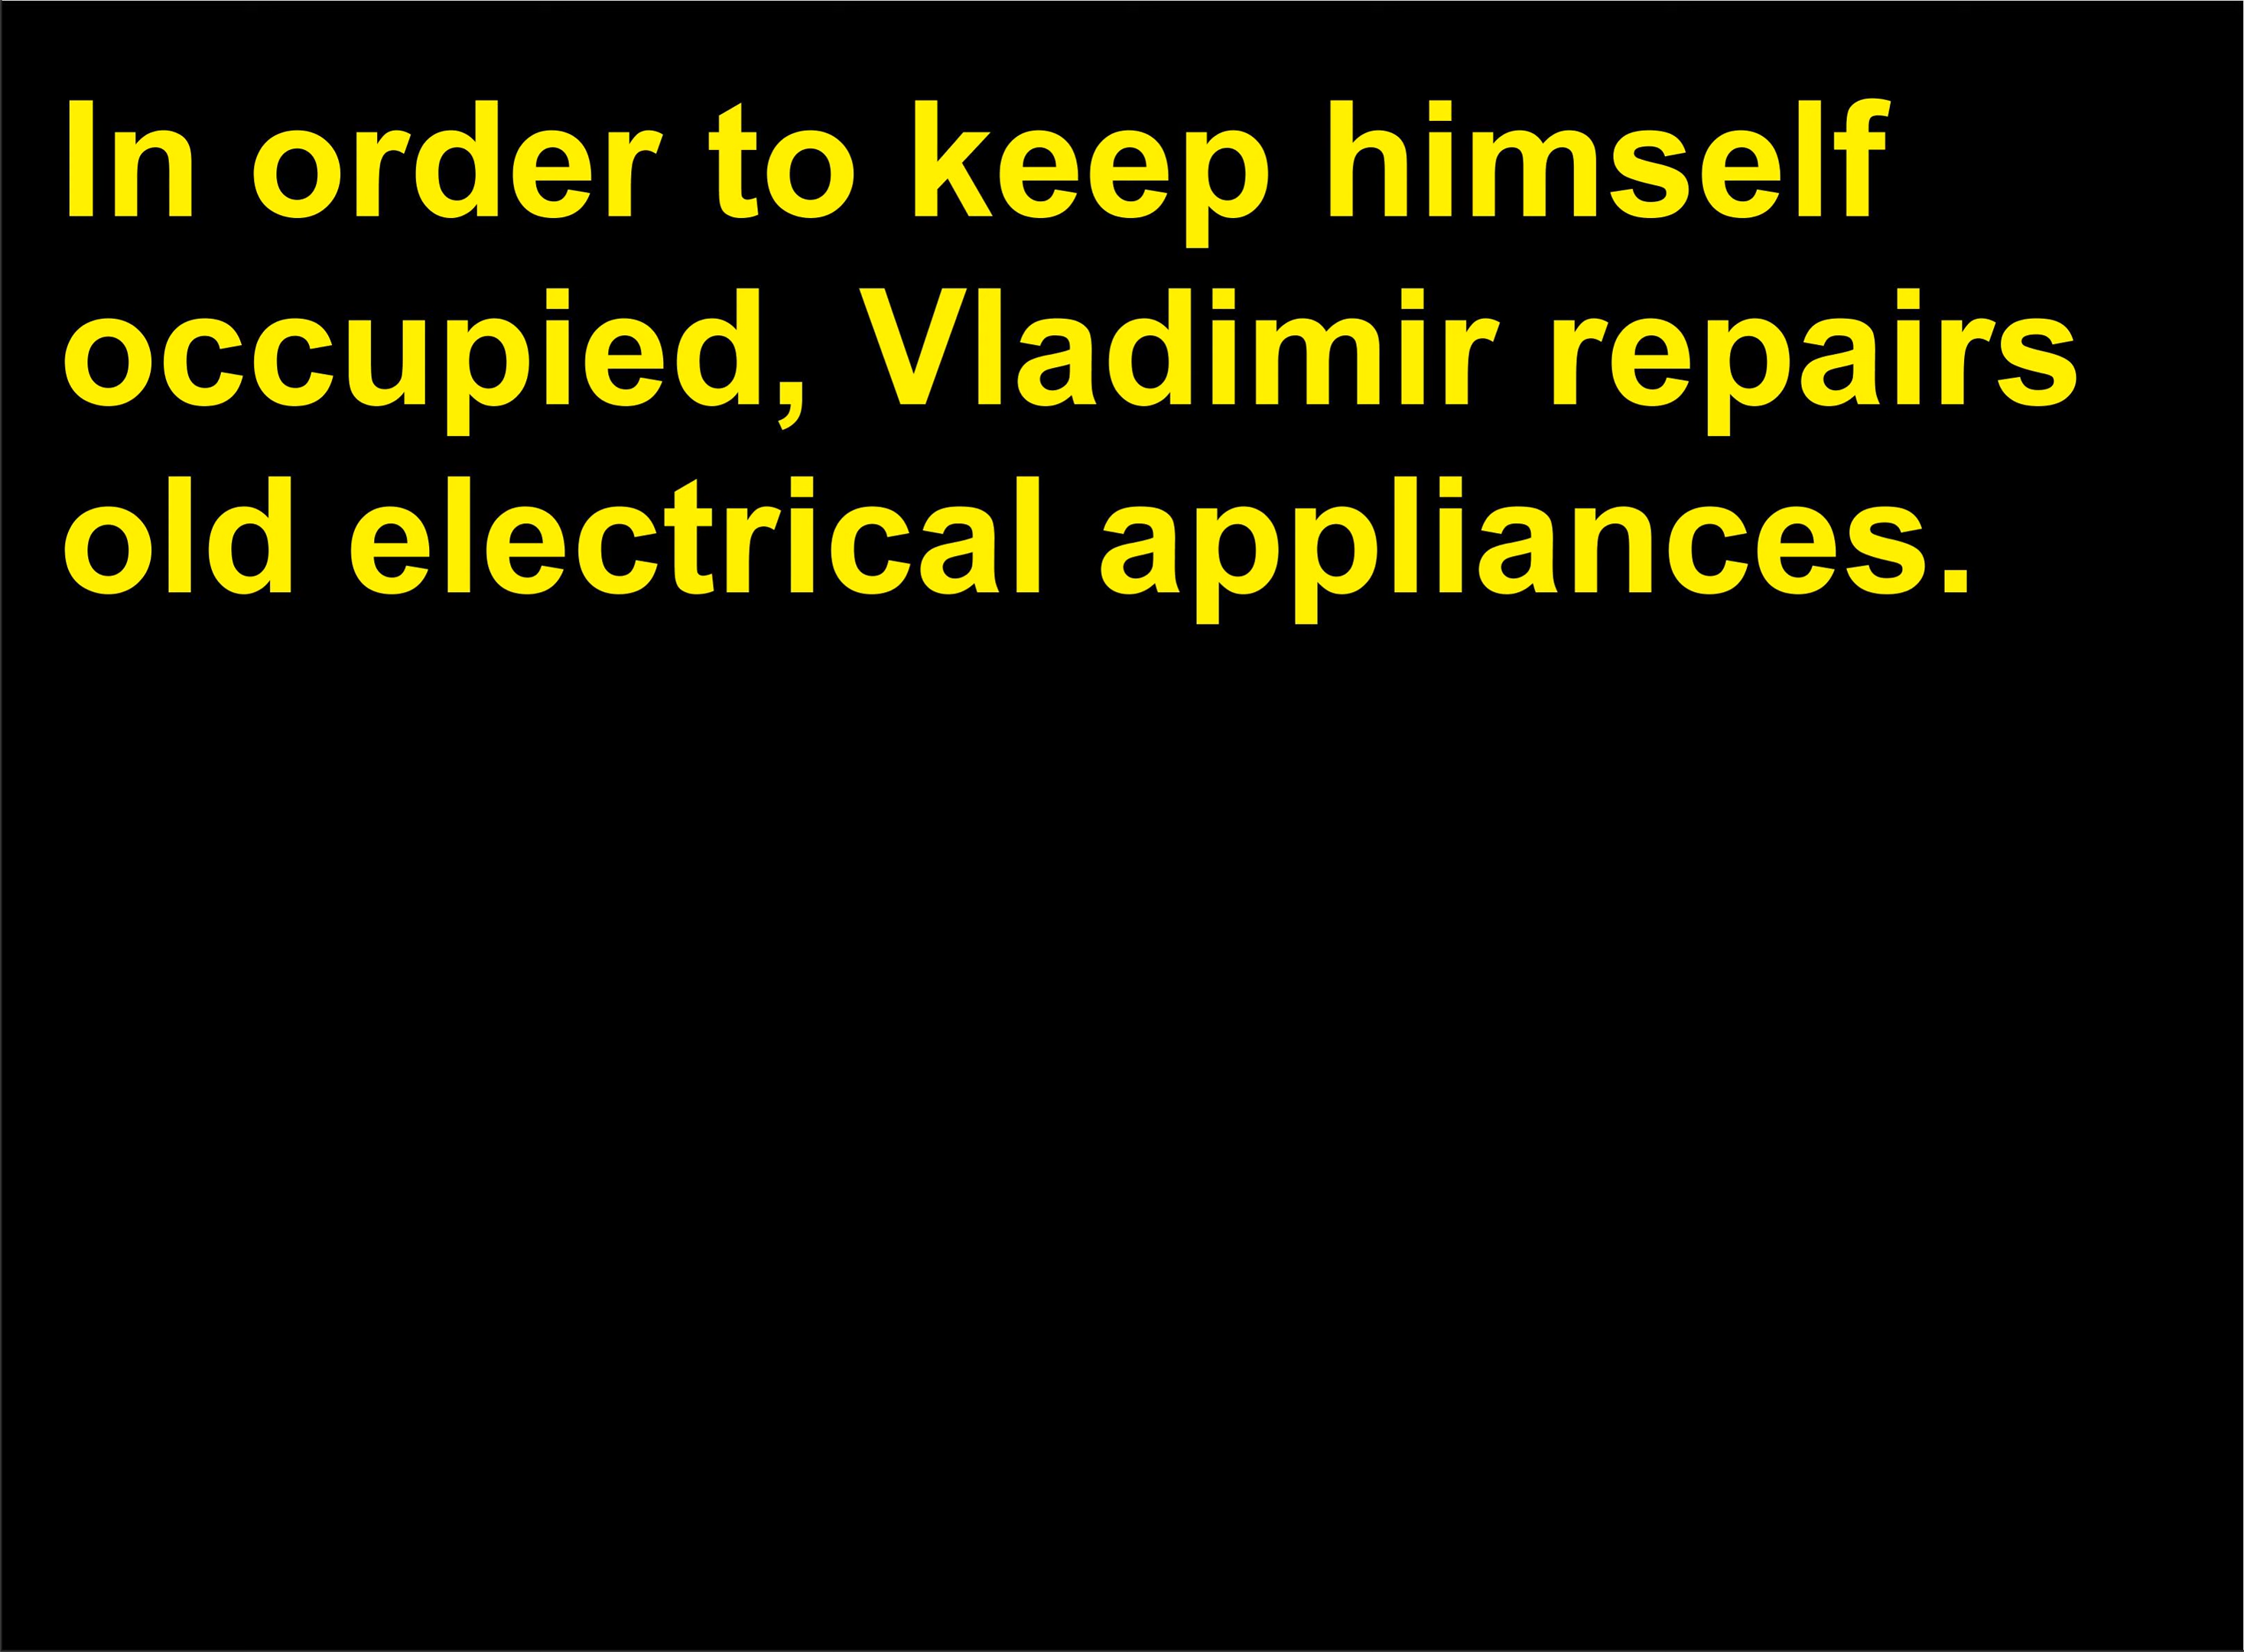 In order to keep himself
occupied, Vladimir repairs
old electrical appliances.